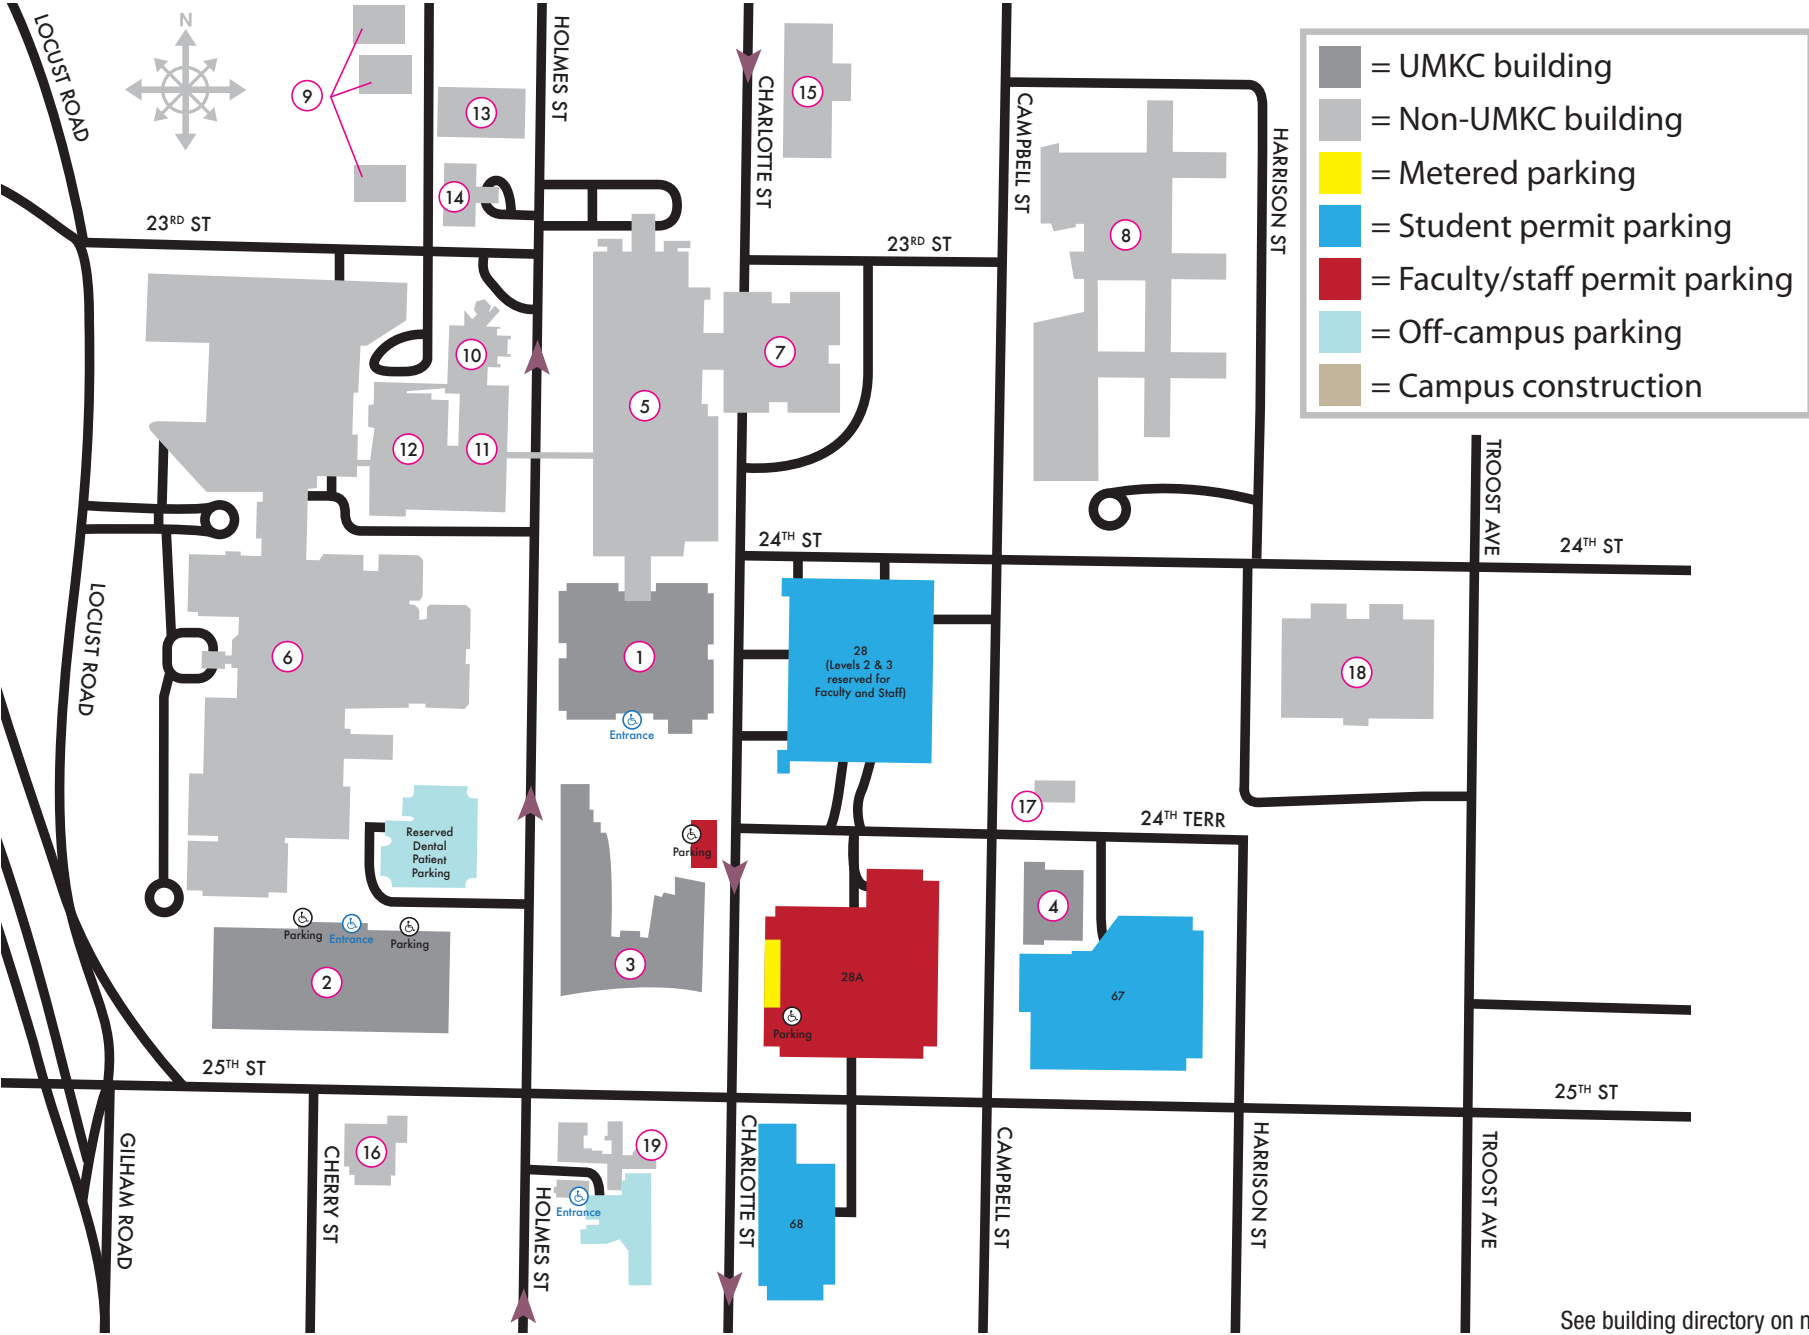 LOCUST ROAD
N
9
13
14
HOLMES ST
CHARLOTTE ST
15
CAMPBELL ST
HARRISON ST
8
= UMKC building
= Non-UMKC building
= Metered parking
= Student permit parking
= Faculty/staff permit parking
= Off-campus parking
= Campus construction
23RD ST
23RD ST
10
7
5
12
11
TROOST AVE
24TH ST
24TH ST
LOCUST ROAD
6
1
Entrance
28
(Levels 2 & 3
reserved for
Faculty and Staff)
18
17
24TH TERR
Reserved
Dental
Patient
Parking
Parking
Parking
Entrance
Parking
2
3
4
28A
Parking
67
25TH ST
25TH ST
GILHAM ROAD
CHERRY ST
16
HOLMES ST
19
Entrance
CHARLOTTE ST
68
CAMPBELL ST
HARRISON ST
TROOST AVE
See building directory on